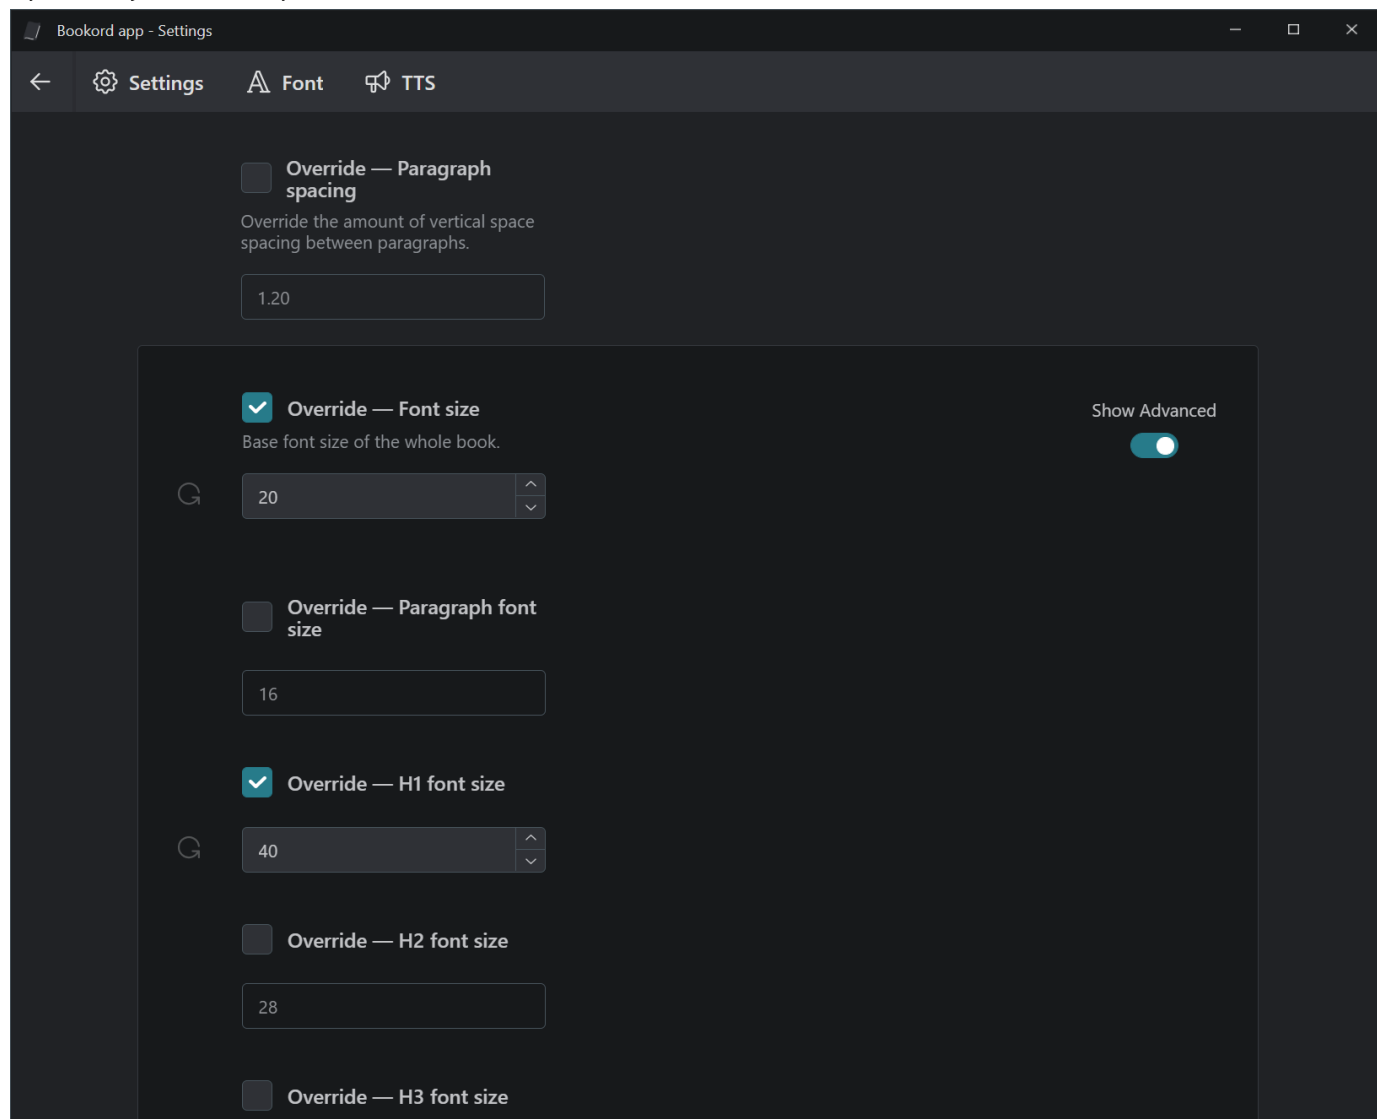 Bookord app - Settings
Settings
Font
TTS
Override — Paragraph
spacing
Override the amount of vertical space
spacing between paragraphs.
1.20
Override — Font size
Show Advanced
Base font size of the whole book.
20
Override — Paragraph font
size
16
Override — H1 font size
40
Override — H2 font size
28
Override — H3 font size